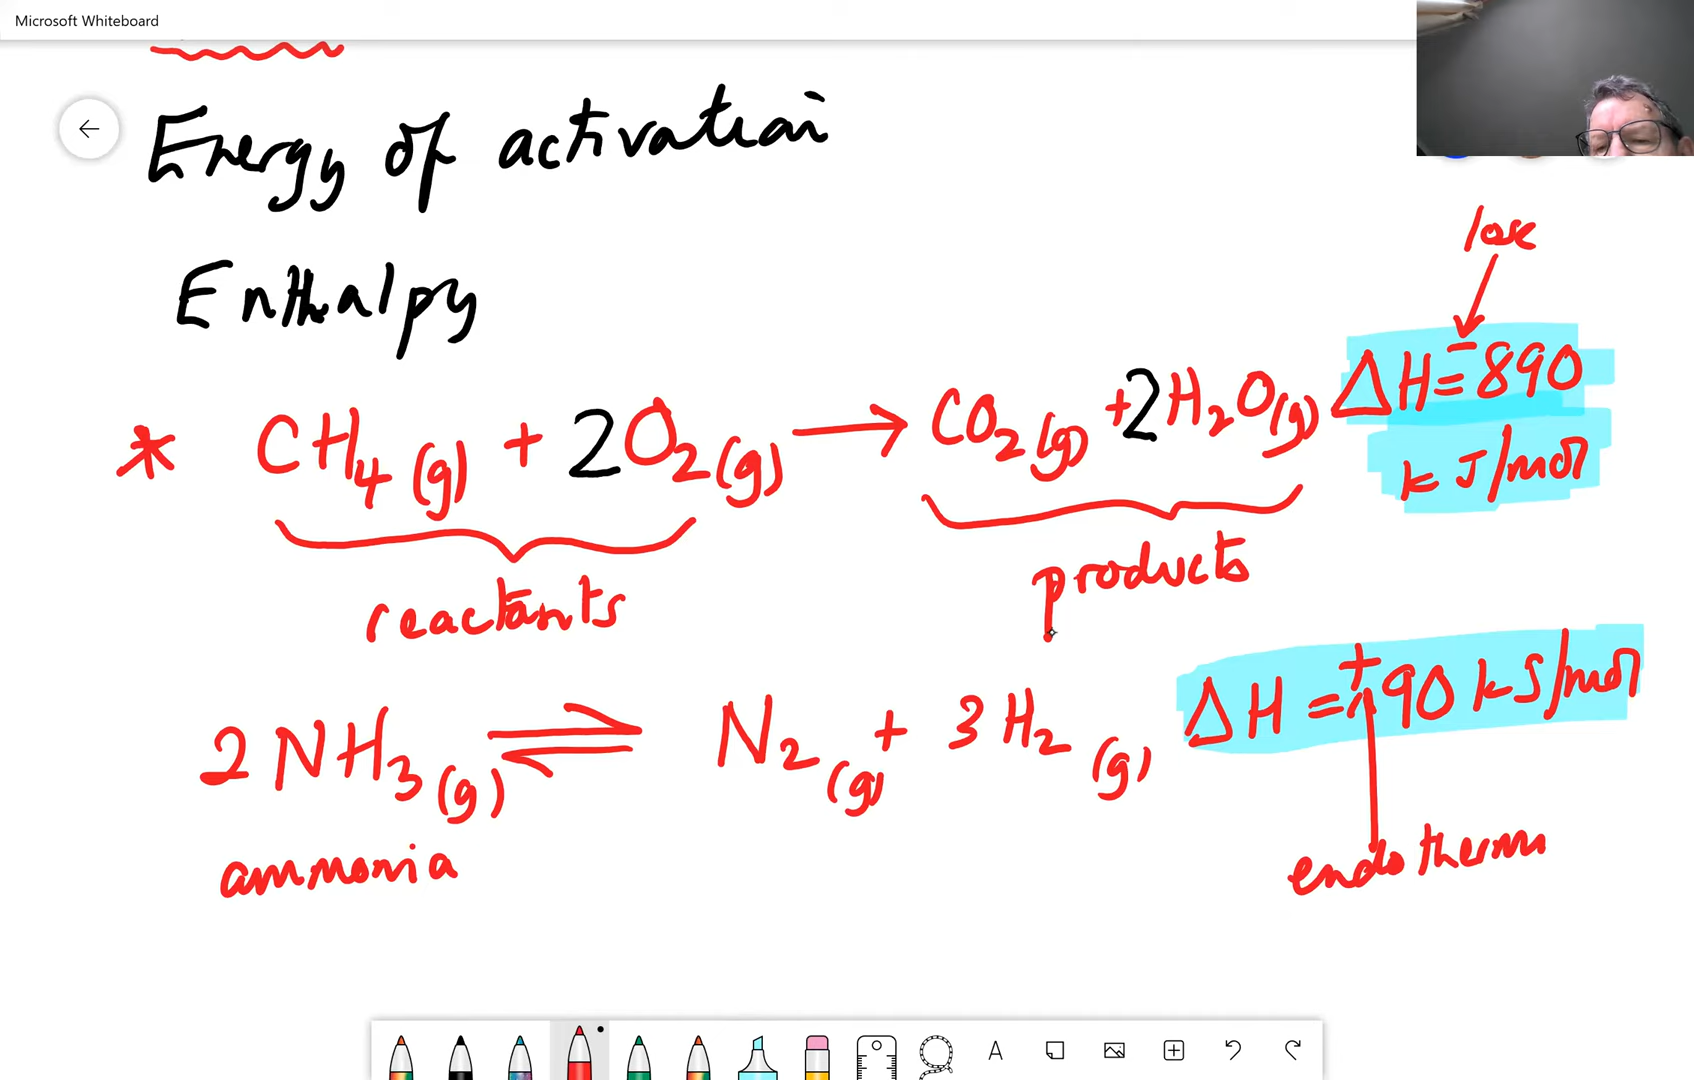 Microsoft Whiteboard
Energy of activation
Enthalpy
lose
* CH₄(g) + 2O₂(g) → CO₂(g) + 2H₂O(g) ΔH = -890
kJ/mol
reactants
products
2NH₃(g) ⇌ N₂(g) + 3H₂(g) ΔH = +90 kJ/mol
ammonia
endotherm
A